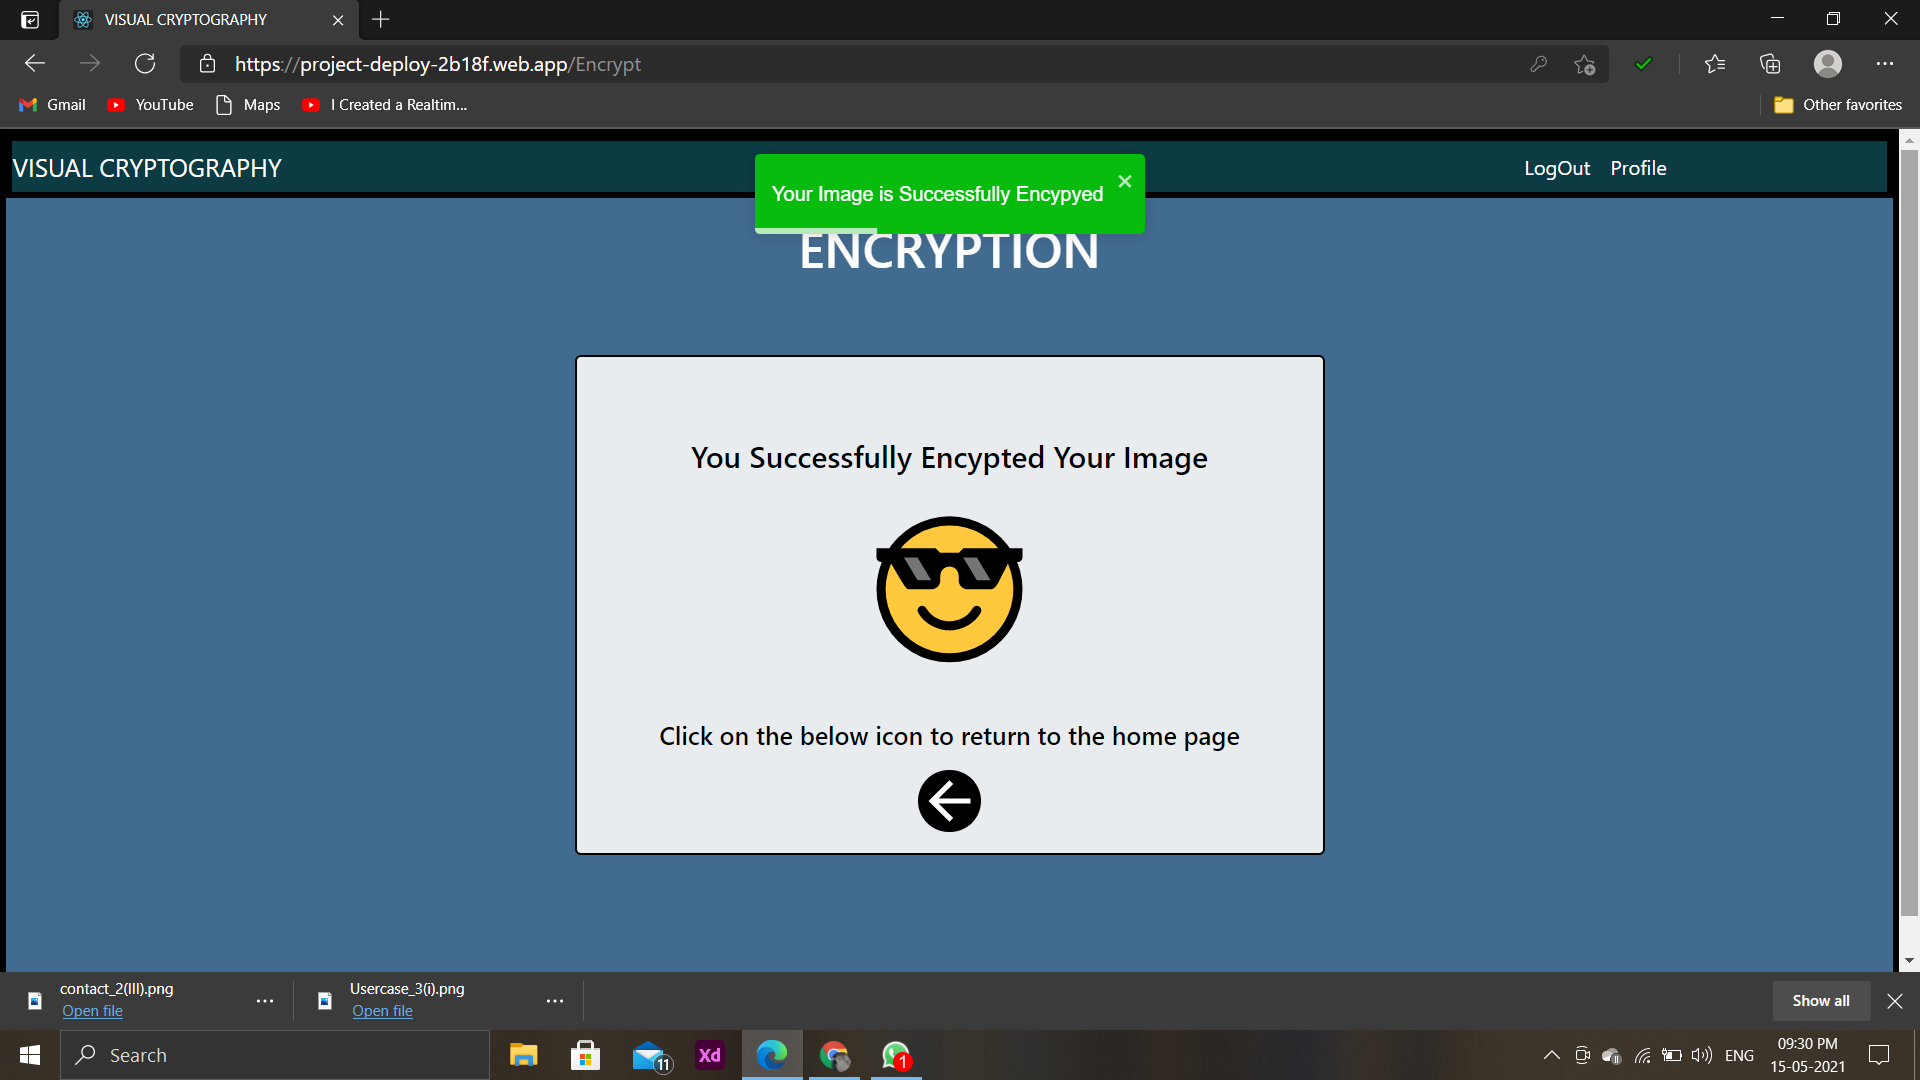 VISUAL CRYPTOGRAPHY
https://project-deploy-2b18f.web.app/Encrypt
Gmail YouTube Maps I Created a Realtim... Other favorites
VISUAL CRYPTOGRAPHY
Your Image is Successfully Encypyed
LogOut Profile
ENCRYPTION
You Successfully Encypted Your Image
Click on the below icon to return to the home page
contact_2(III).png
Open file
Usercase_3(i).png
Open file
Show all
Search
11
Xd
1
ENG
09:30 PM
15-05-2021